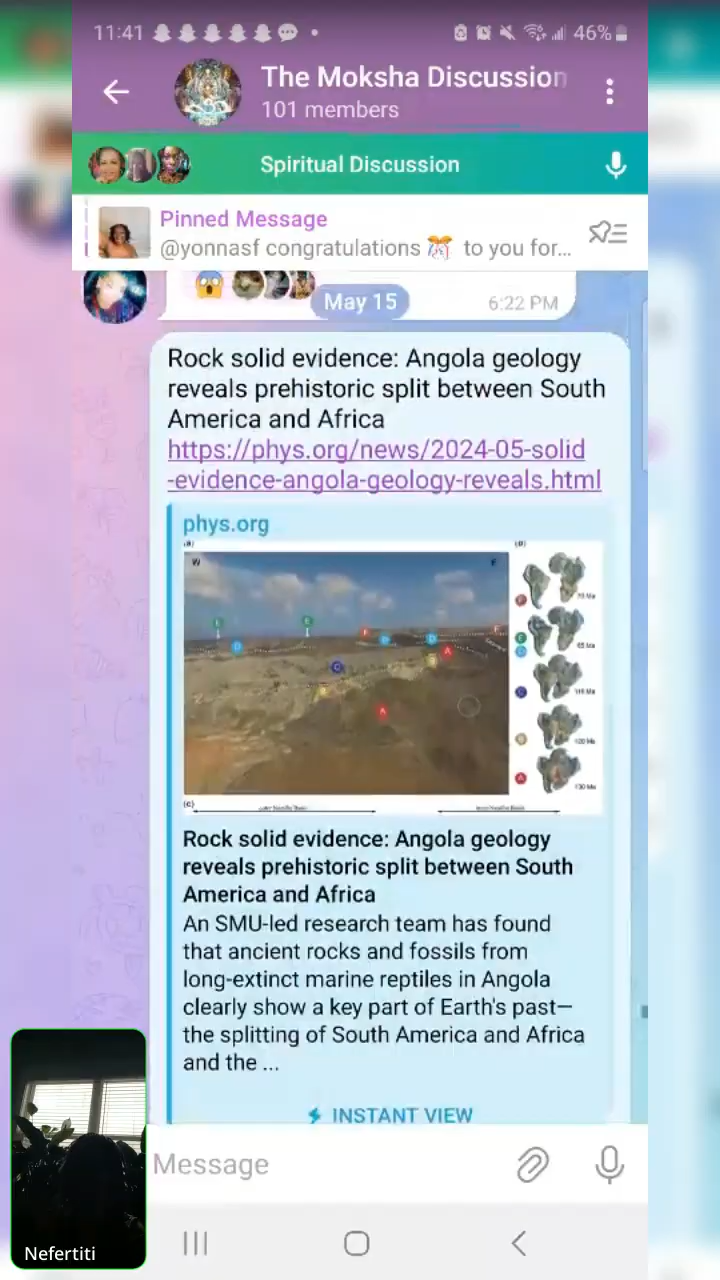 11:41
46%
The Moksha Discussion
101 members
Spiritual Discussion
Pinned Message
@yonnasf congratulations 🎊 to you for...
May 15
6:22 PM
Rock solid evidence: Angola geology
reveals prehistoric split between South
America and Africa
https://phys.org/news/2024-05-solid
-evidence-angola-geology-reveals.html
phys.org
W
Rock solid evidence: Angola geology
reveals prehistoric split between South
America and Africa
An SMU-led research team has found
that ancient rocks and fossils from
long-extinct marine reptiles in Angola
clearly show a key part of Earth's past—
the splitting of South America and Africa
and the ...
INSTANT VIEW
Message
Nefertiti